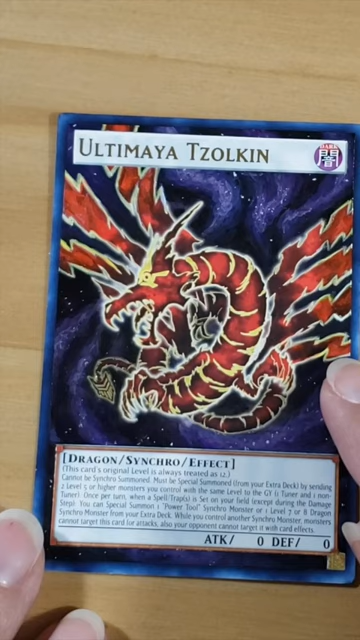 ULTIMAYA TZOLKIN
DARK
闇
[DRAGON/SYNCHRO/EFFECT]
(This card's original Level is always treated as 12.)
Cannot be Synchro Summoned. Must be Special Summoned (from your Extra Deck) by sending
2 Level 5 or higher monsters you control with the same Level to the GY (1 Tuner and 1 non-
Tuner). Once per turn, when a Spell/Trap(s) is Set on your field (except during the Damage
Step): You can Special Summon 1 "Power Tool" Synchro Monster or 1 Level 7 or 8 Dragon
Synchro Monster from your Extra Deck. While you control another Synchro Monster, monsters
cannot target this card for attacks, also your opponent cannot target it with card effects.
ATK/ 0 DEF/ 0